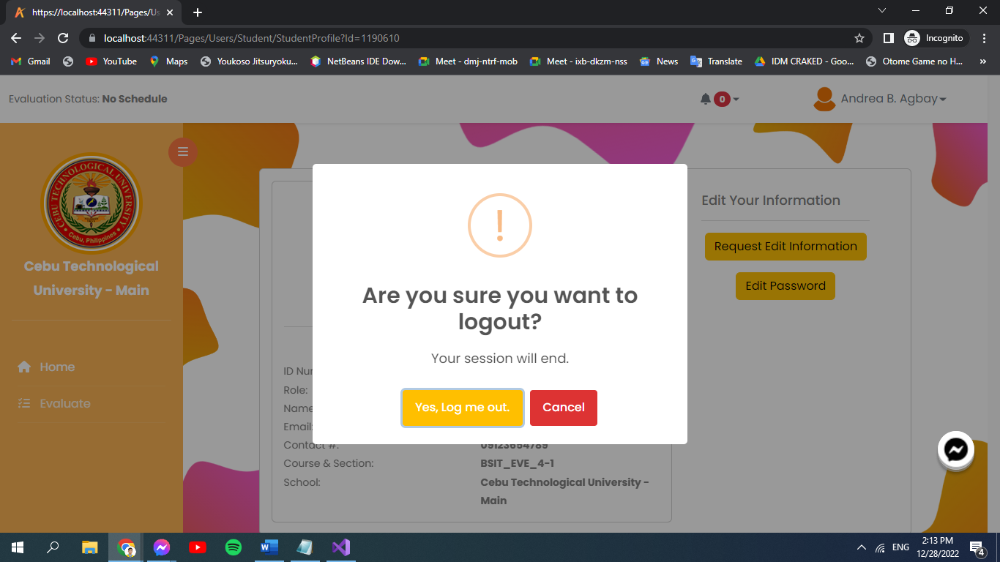 https://localhost:44311/Pages/Us
localhost:44311/Pages/Users/Student/StudentProfile?Id=1190610
Incognito
Gmail
YouTube
Maps
Youkoso Jitsuryoku...
NetBeans IDE Dow...
Meet - dmj-ntrf-mob
Meet - ixb-dkzm-nss
News
Translate
IDM CRAKED - Goo...
Otome Game no H...
Evaluation Status: No Schedule
0
Andrea B. Agbay
CEBU TECHNOLOGICAL UNIVERSITY
Cebu, Philippines
Cebu Technological
University - Main
Home
Evaluate
Edit Your Information
Request Edit Information
Edit Password
!
Are you sure you want to
logout?
Your session will end.
Yes, Log me out.
Cancel
ID Nu
Role:
Name
Email:
Contact #: 09123654789
Course & Section: BSIT_EVE_4-1
School: Cebu Technological University -
Main
ENG
2:13 PM
12/28/2022
4